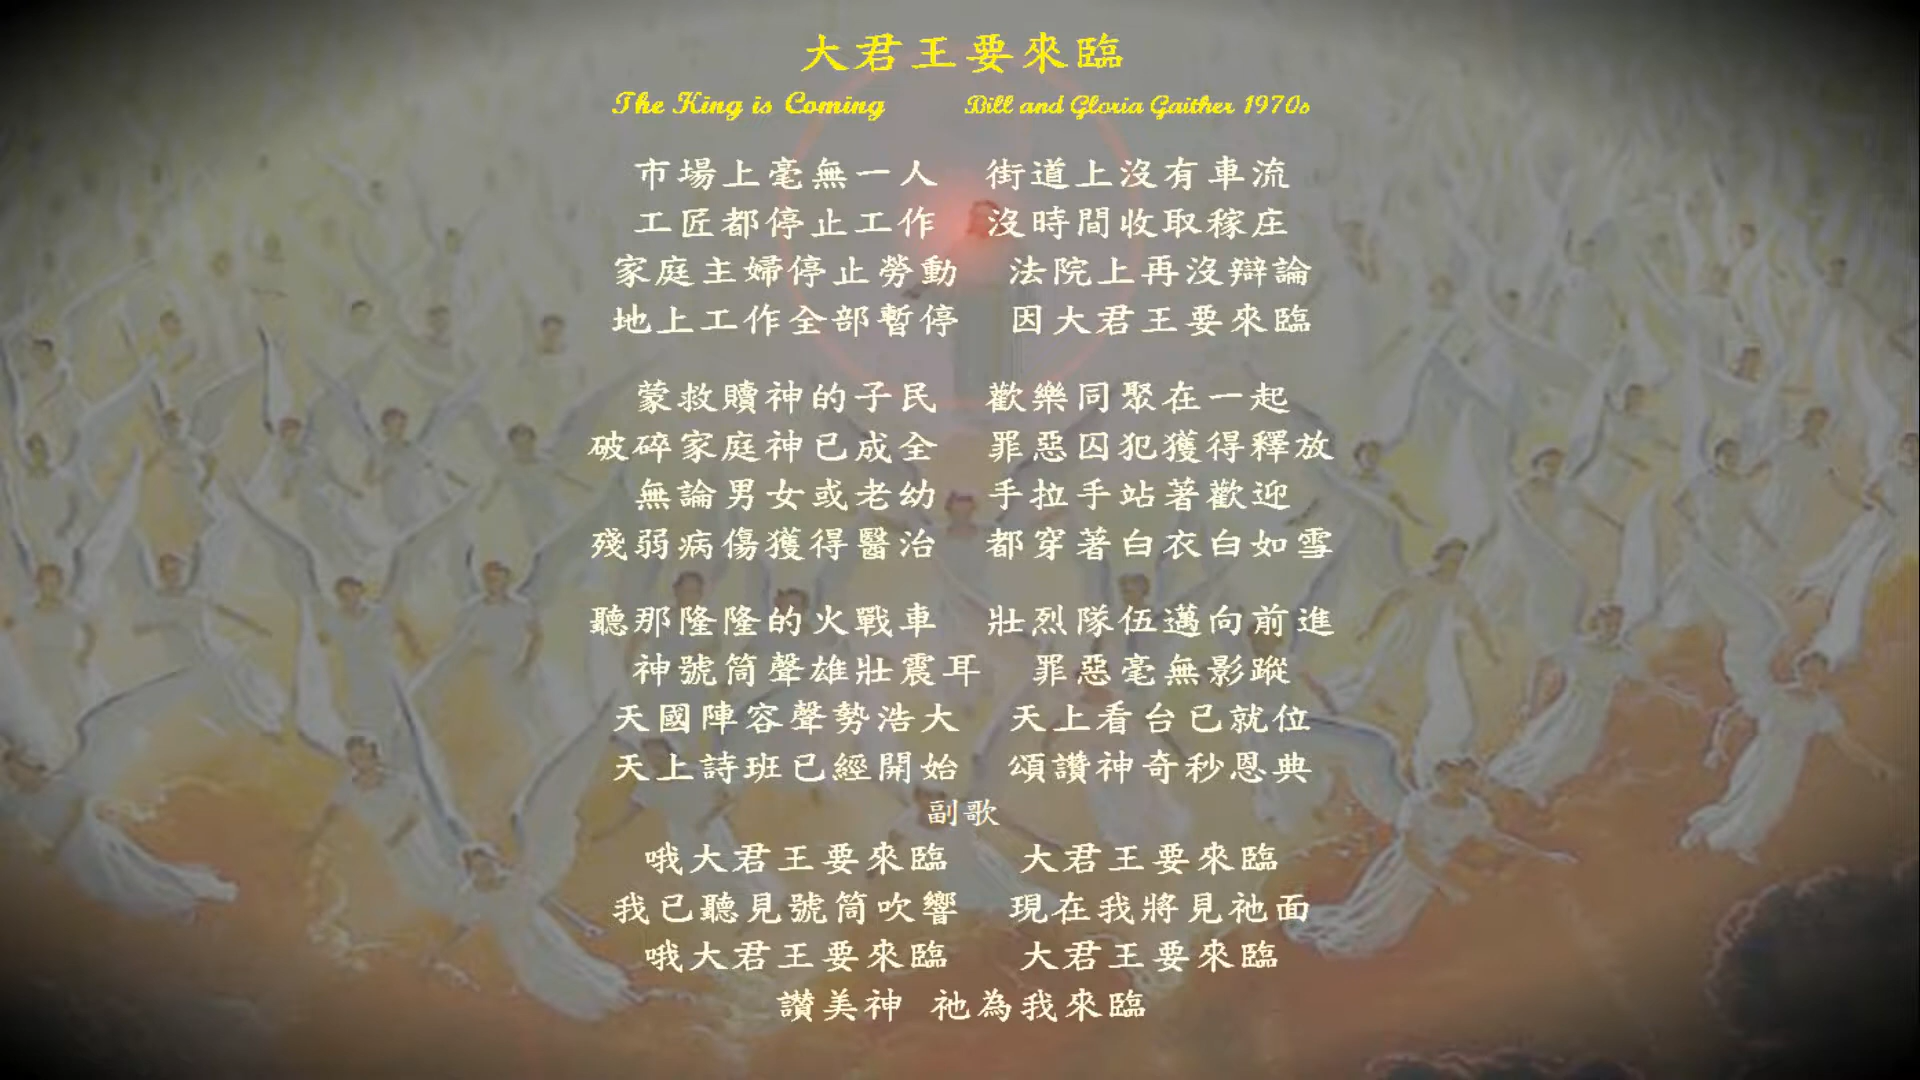 大君王要來臨
The King is Coming Bill and Gloria Gaither 1970s
市場上毫無一人 街道上沒有車流
工匠都停止工作 沒時間收取稼庄
家庭主婦停止勞動 法院上再沒辯論
地上工作全部暫停 因大君王要來臨
蒙救贖神的子民 歡樂同聚在一起
破碎家庭神已成全 罪惡囚犯獲得釋放
無論男女或老幼 手拉手站著歡迎
殘弱病傷獲得醫治 都穿著白衣白如雪
聽那隆隆的火戰車 壯烈隊伍邁向前進
神號筒聲雄壯震耳 罪惡毫無影蹤
天國陣容聲勢浩大 天上看台已就位
天上詩班已經開始 頌讚神奇秒恩典
副歌
哦大君王要來臨 大君王要來臨
我已聽見號筒吹響 現在我將見祂面
哦大君王要來臨 大君王要來臨
讚美神 祂為我來臨